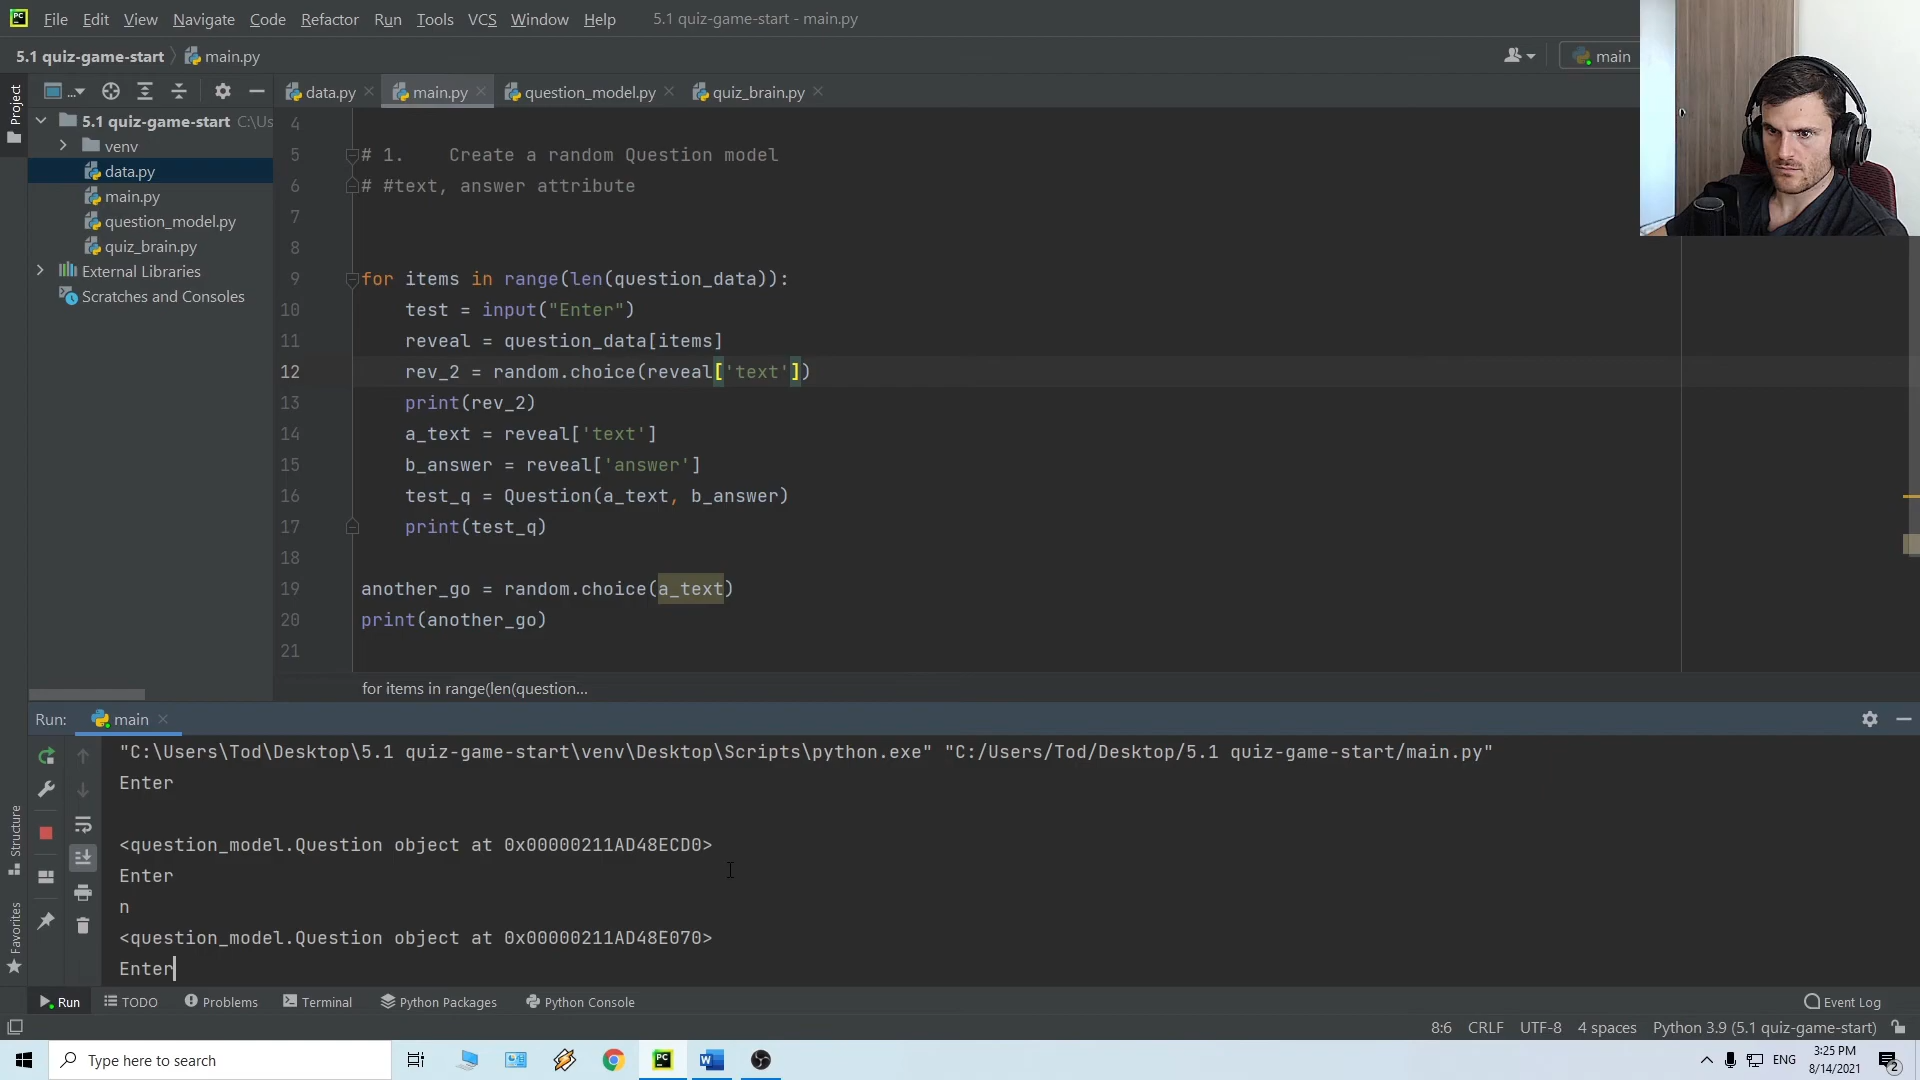 File Edit View Navigate Code Refactor Run Tools VCS Window Help 5.1 quiz-game-start - main.py
5.1 quiz-game-start main.py main
Project
... data.py main.py question_model.py quiz_brain.py
5.1 quiz-game-start C:\Us
venv
data.py
main.py
question_model.py
quiz_brain.py
External Libraries
Scratches and Consoles
4
5 # 1. Create a random Question model
6 # #text, answer attribute
7
8
9 for items in range(len(question_data)):
10 test = input("Enter")
11 reveal = question_data[items]
12 rev_2 = random.choice(reveal['text'])
13 print(rev_2)
14 a_text = reveal['text']
15 b_answer = reveal['answer']
16 test_q = Question(a_text, b_answer)
17 print(test_q)
18
19 another_go = random.choice(a_text)
20 print(another_go)
21
for items in range(len(question...
Run: main
"C:\Users\Tod\Desktop\5.1 quiz-game-start\venv\Desktop\Scripts\python.exe" "C:/Users/Tod/Desktop/5.1 quiz-game-start/main.py"
Enter
<question_model.Question object at 0x00000211AD48ECD0>
Enter
n
<question_model.Question object at 0x00000211AD48E070>
Enter
Structure
Favorites
Run TODO Problems Terminal Python Packages Python Console Event Log
8:6 CRLF UTF-8 4 spaces Python 3.9 (5.1 quiz-game-start)
Type here to search
ENG
3:25 PM
8/14/2021
2